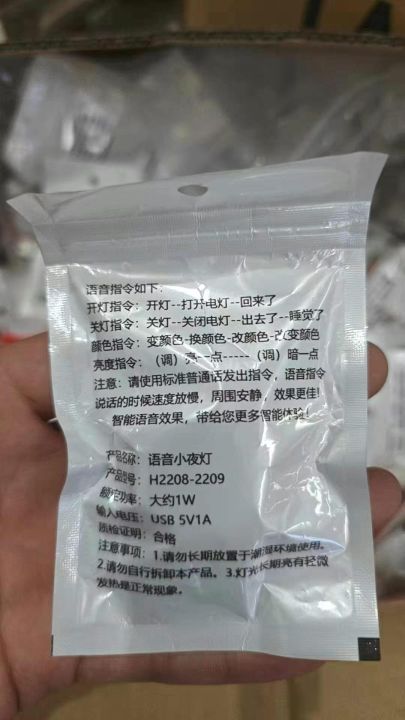 语音指令如下:
开灯指令: 开灯--打开电灯--回来了
关灯指令: 关灯--关闭电灯--出去了--睡觉了
颜色指令: 变颜色-换颜色-改颜色-改变颜色
亮度指令: (调) 亮一点-----(调) 暗一点
注意: 请使用标准普通话发出指令, 语音指令
说话的时候速度放慢, 周围安静, 效果更佳!
智能语音效果, 带给您更多智能体验!
产品名称: 语音小夜灯
产品型号: H2208-2209
额定功率: 大约1W
输入电压: USB 5V1A
质检证明: 合格
注意事项: 1.请勿长期放置于潮湿环境使用。
2.请勿自行拆卸本产品。3.灯光长期亮有轻微
发热是正常现象。